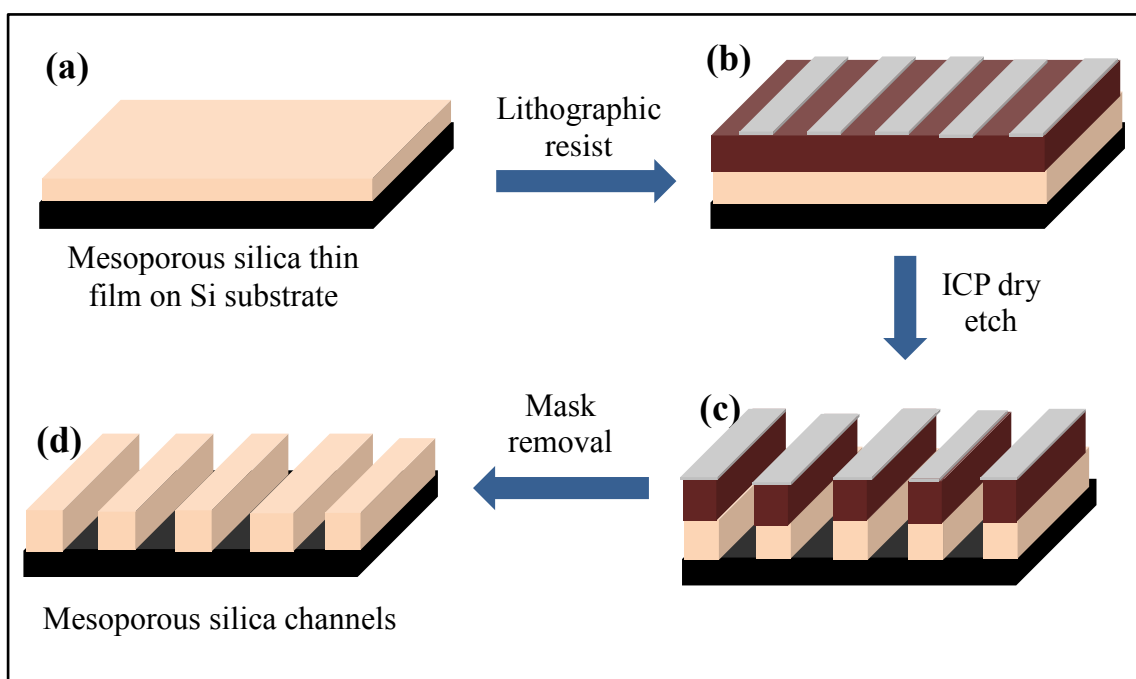 (a)
Lithographic
resist
(b)
Mesoporous silica thin
film on Si substrate
ICP dry
etch
(c)
Mask
removal
(d)
Mesoporous silica channels